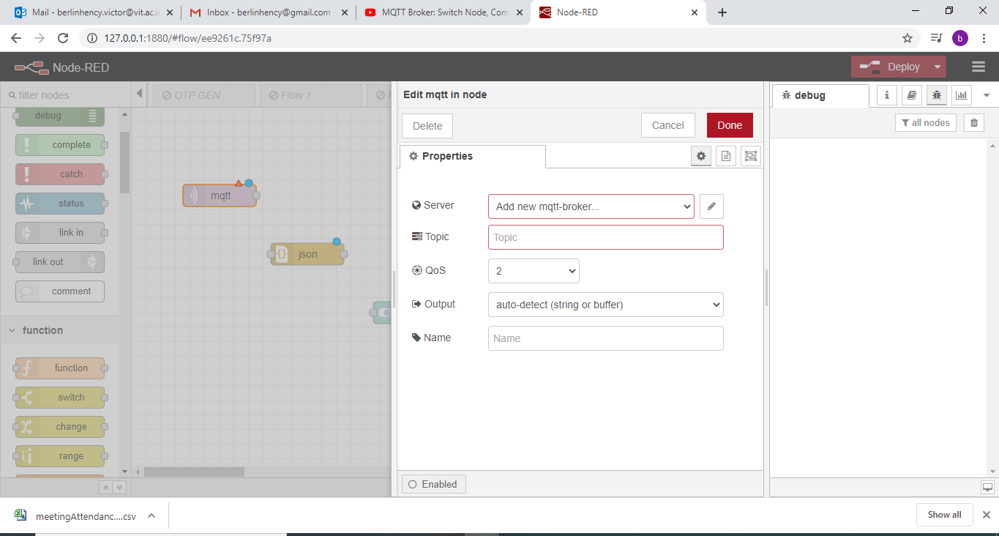 Mail - berlinhency.victor@vit.ac.i
Inbox - berlinhency@gmail.com -
MQTT Broker: Switch Node, Com
Node-RED
127.0.0.1:1880/#flow/ee9261c.75f97a
b
Node-RED
Deploy
filter nodes
OTP GEN
Flow 1
debug
complete
catch
status
link in
link out
comment
function
function
switch
change
range
mqtt
json
Edit mqtt in node
Delete
Cancel
Done
Properties
Server
Add new mqtt-broker...
Topic
Topic
QoS
2
Output
auto-detect (string or buffer)
Name
Name
Enabled
debug
all nodes
meetingAttendanc....csv
Show all